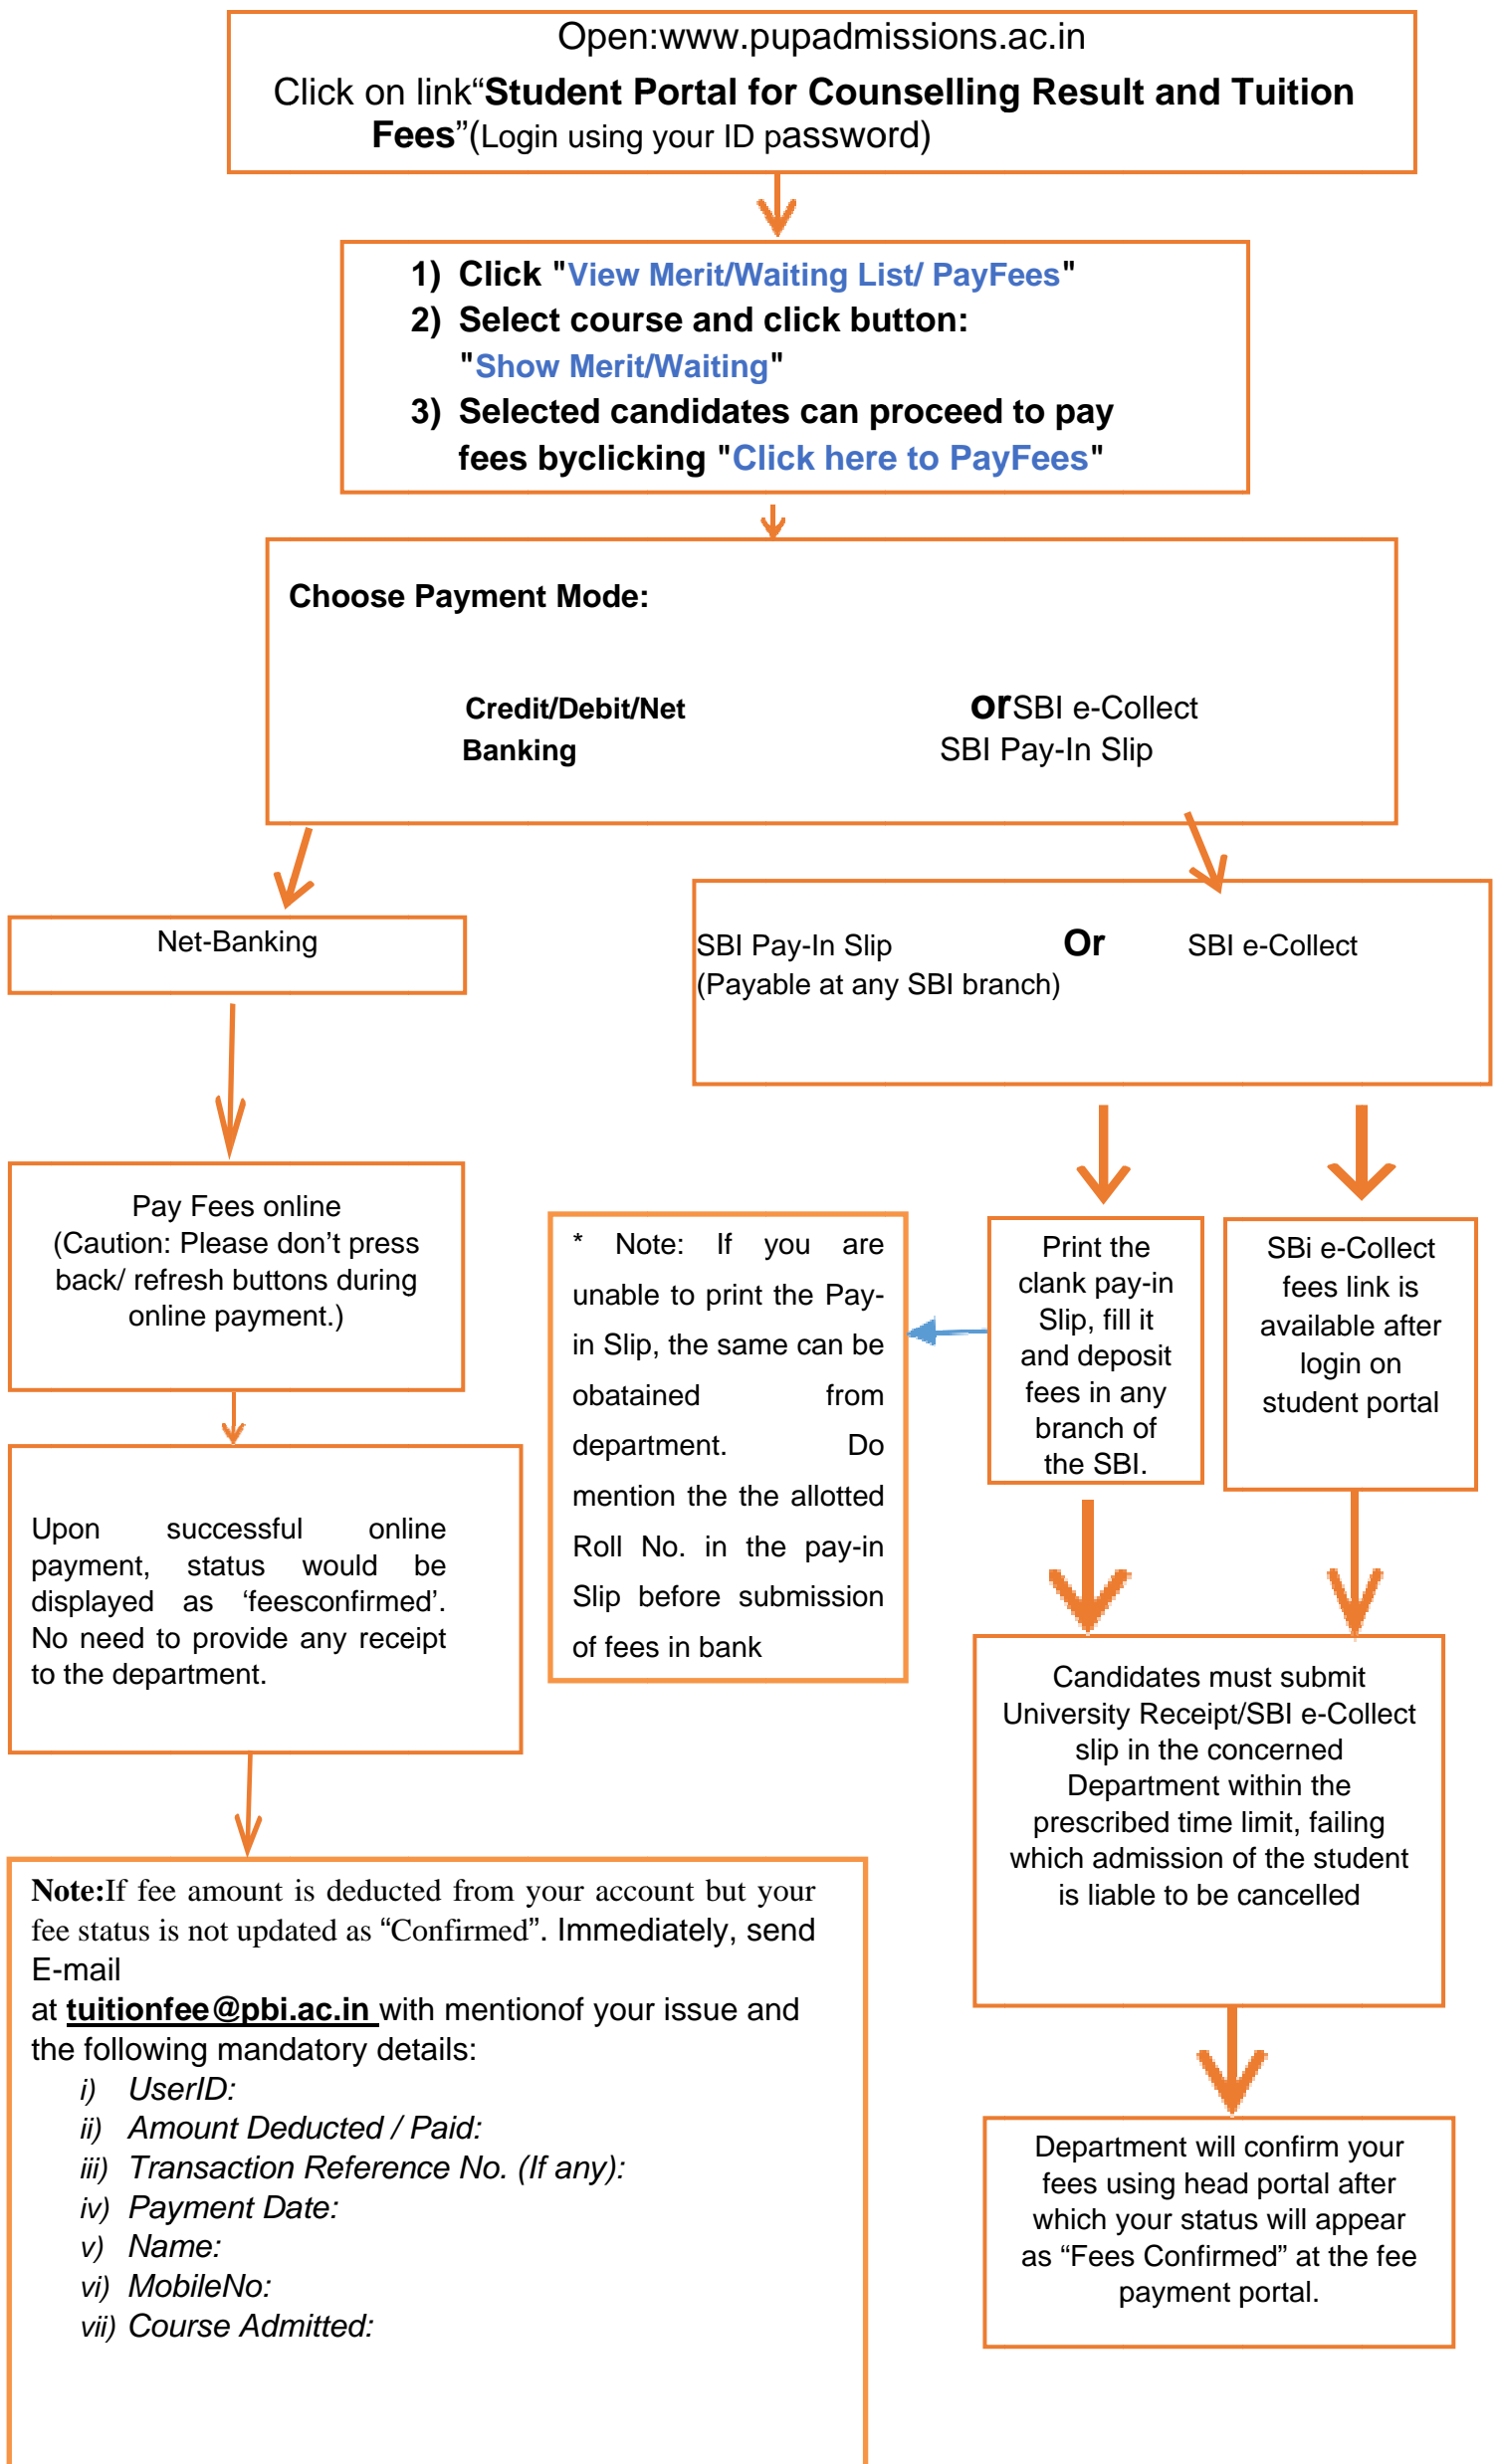 Open:www.pupadmissions.ac.in
Click on link“Student Portal for Counselling Result and Tuition
Fees”(Login using your ID password)
1) Click "View Merit/Waiting List/ PayFees"
2) Select course and click button:
"Show Merit/Waiting"
3) Selected candidates can proceed to pay
fees byclicking "Click here to PayFees"
Choose Payment Mode:
Credit/Debit/Net
Banking
orSBI e-Collect
SBI Pay-In Slip
Net-Banking
SBI Pay-In Slip Or SBI e-Collect
(Payable at any SBI branch)
Pay Fees online
(Caution: Please don’t press
back/ refresh buttons during
online payment.)
* Note: If you are
unable to print the Pay-
in Slip, the same can be
obatained from
department. Do
mention the the allotted
Roll No. in the pay-in
Slip before submission
of fees in bank
Print the
clank pay-in
Slip, fill it
and deposit
fees in any
branch of
the SBI.
SBi e-Collect
fees link is
available after
login on
student portal
Upon successful online
payment, status would be
displayed as ‘feesconfirmed’.
No need to provide any receipt
to the department.
Candidates must submit
University Receipt/SBI e-Collect
slip in the concerned
Department within the
prescribed time limit, failing
which admission of the student
is liable to be cancelled
Note:If fee amount is deducted from your account but your
fee status is not updated as “Confirmed”. Immediately, send
E-mail
at tuitionfee@pbi.ac.in with mentionof your issue and
the following mandatory details:
i) UserID:
ii) Amount Deducted / Paid:
iii) Transaction Reference No. (If any):
iv) Payment Date:
v) Name:
vi) MobileNo:
vii) Course Admitted:
Department will confirm your
fees using head portal after
which your status will appear
as “Fees Confirmed” at the fee
payment portal.